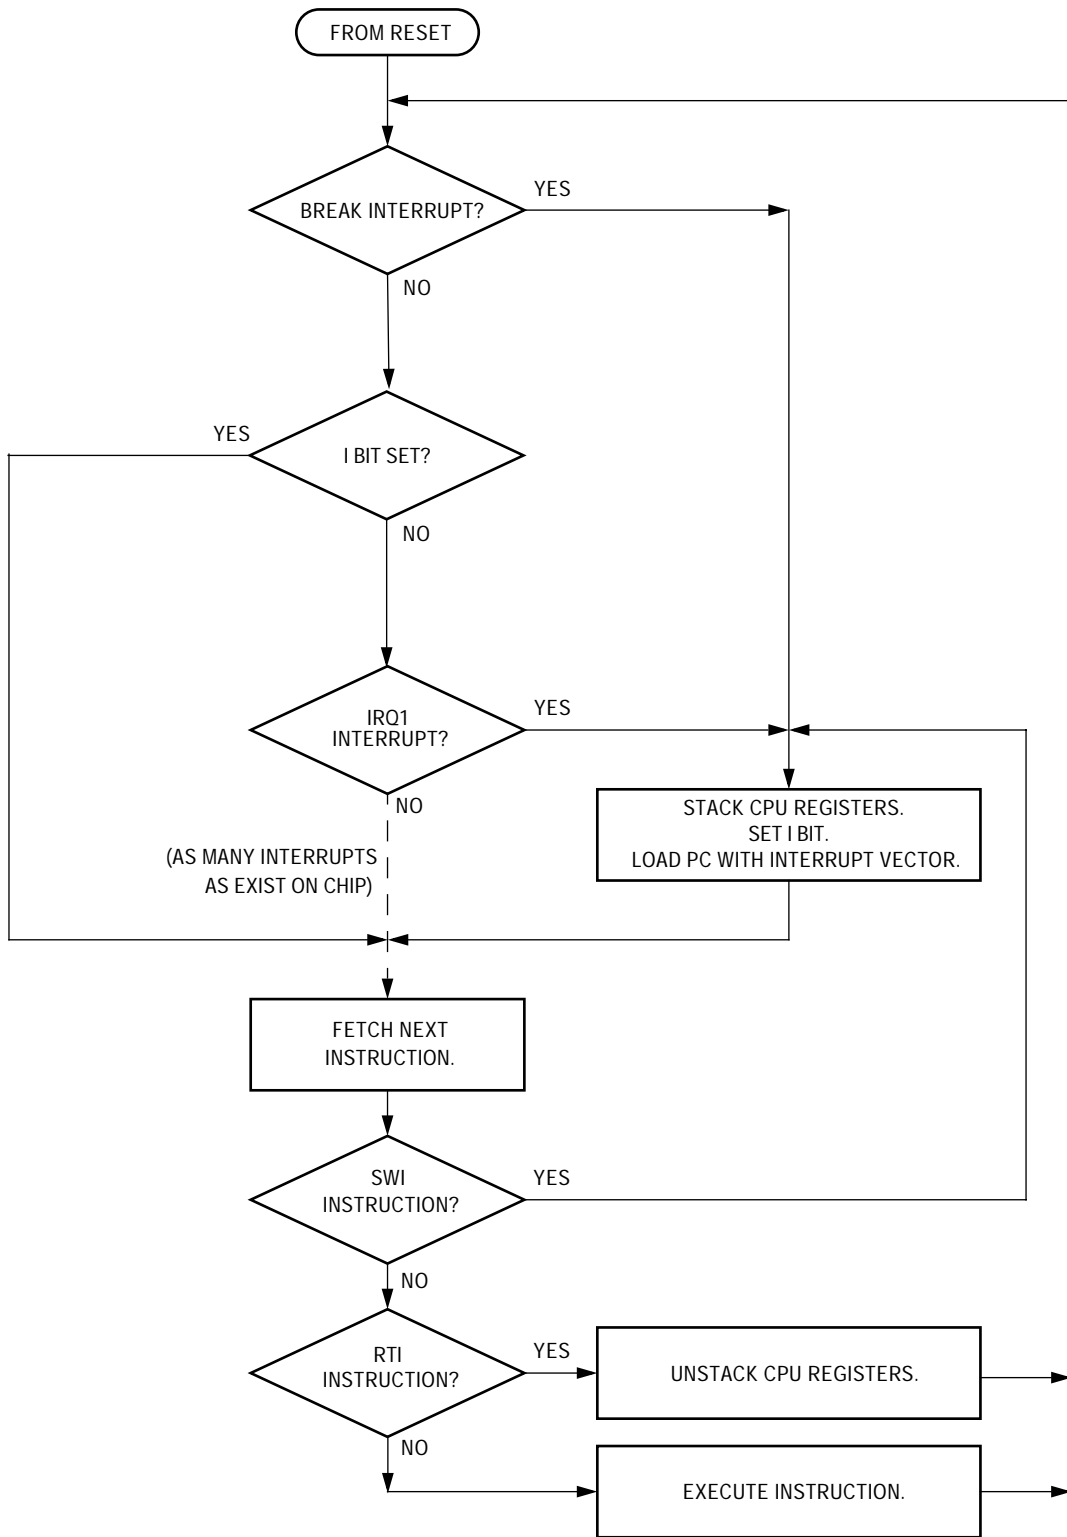 FROM RESET
BREAK INTERRUPT?
YES
NO
YES
I BIT SET?
NO
IRQ1
INTERRUPT?
YES
NO
(AS MANY INTERRUPTS
AS EXIST ON CHIP)
STACK CPU REGISTERS.
SET I BIT.
LOAD PC WITH INTERRUPT VECTOR.
FETCH NEXT
INSTRUCTION.
SWI
INSTRUCTION?
YES
NO
RTI
INSTRUCTION?
YES
UNSTACK CPU REGISTERS.
NO
EXECUTE INSTRUCTION.